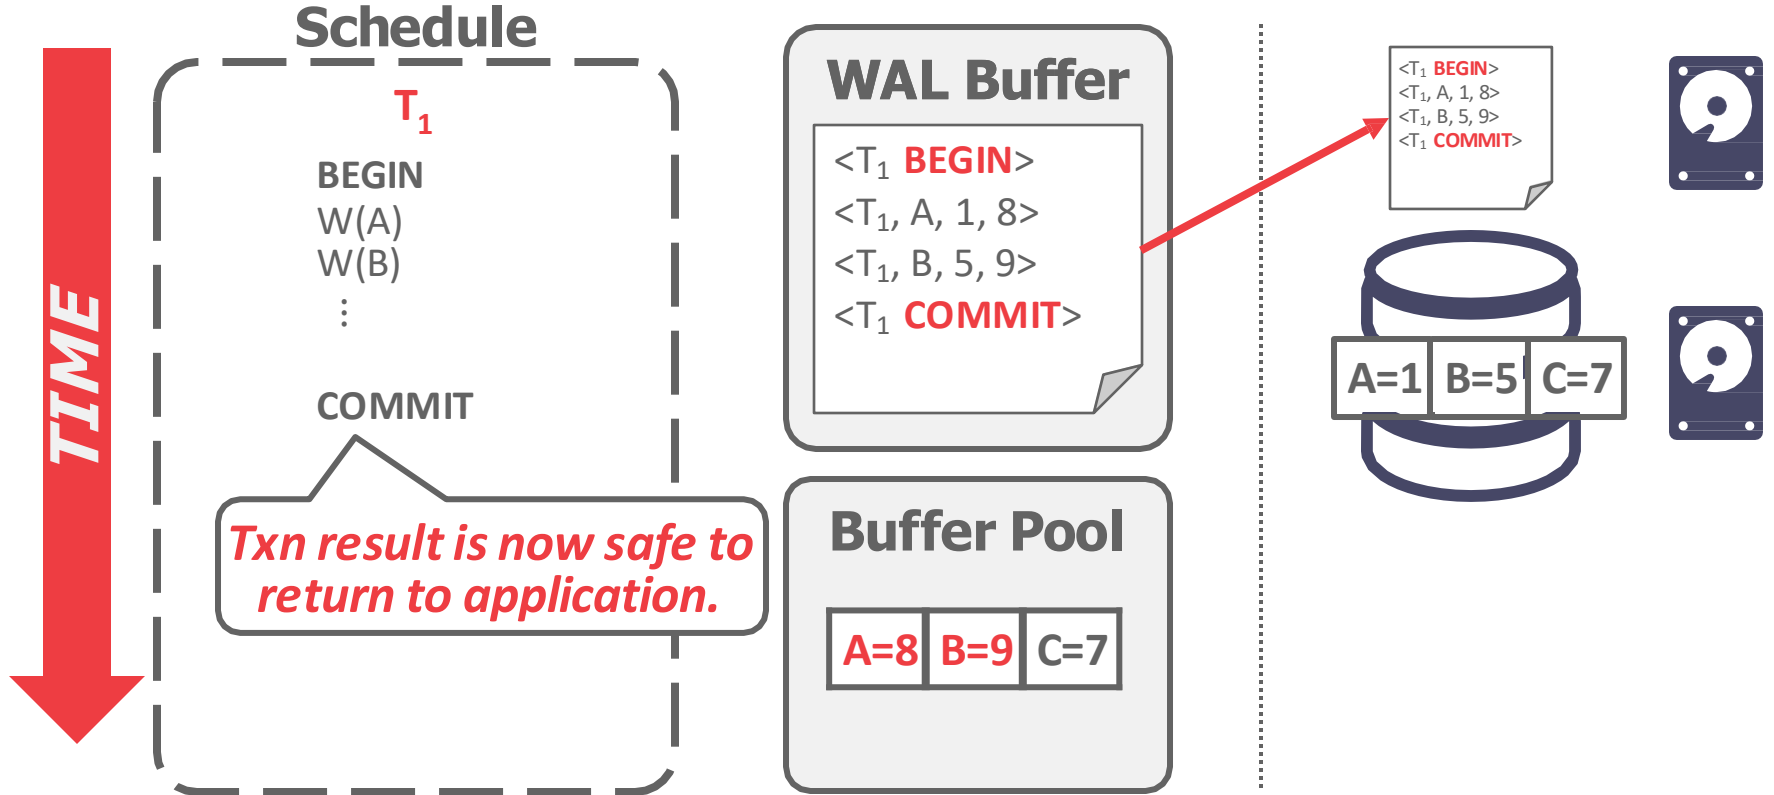 Schedule
TIME
T₁
BEGIN
W(A)
W(B)
⋮
COMMIT
Txn result is now safe to
return to application.
WAL Buffer
<T₁ BEGIN>
<T₁, A, 1, 8>
<T₁, B, 5, 9>
<T₁ COMMIT>
Buffer Pool
A=8 B=9 C=7
<T₁ BEGIN>
<T₁, A, 1, 8>
<T₁, B, 5, 9>
<T₁ COMMIT>
A=1 B=5 C=7